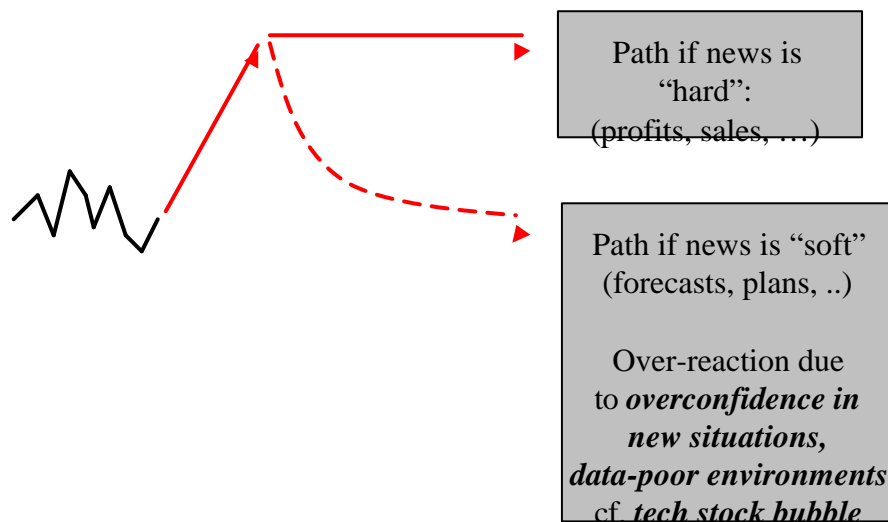 Path if news is
“hard”:
(profits, sales, …)
Path if news is “soft”
(forecasts, plans, ..)
Over-reaction due
to overconfidence in
new situations,
data-poor environments
cf. tech stock bubble